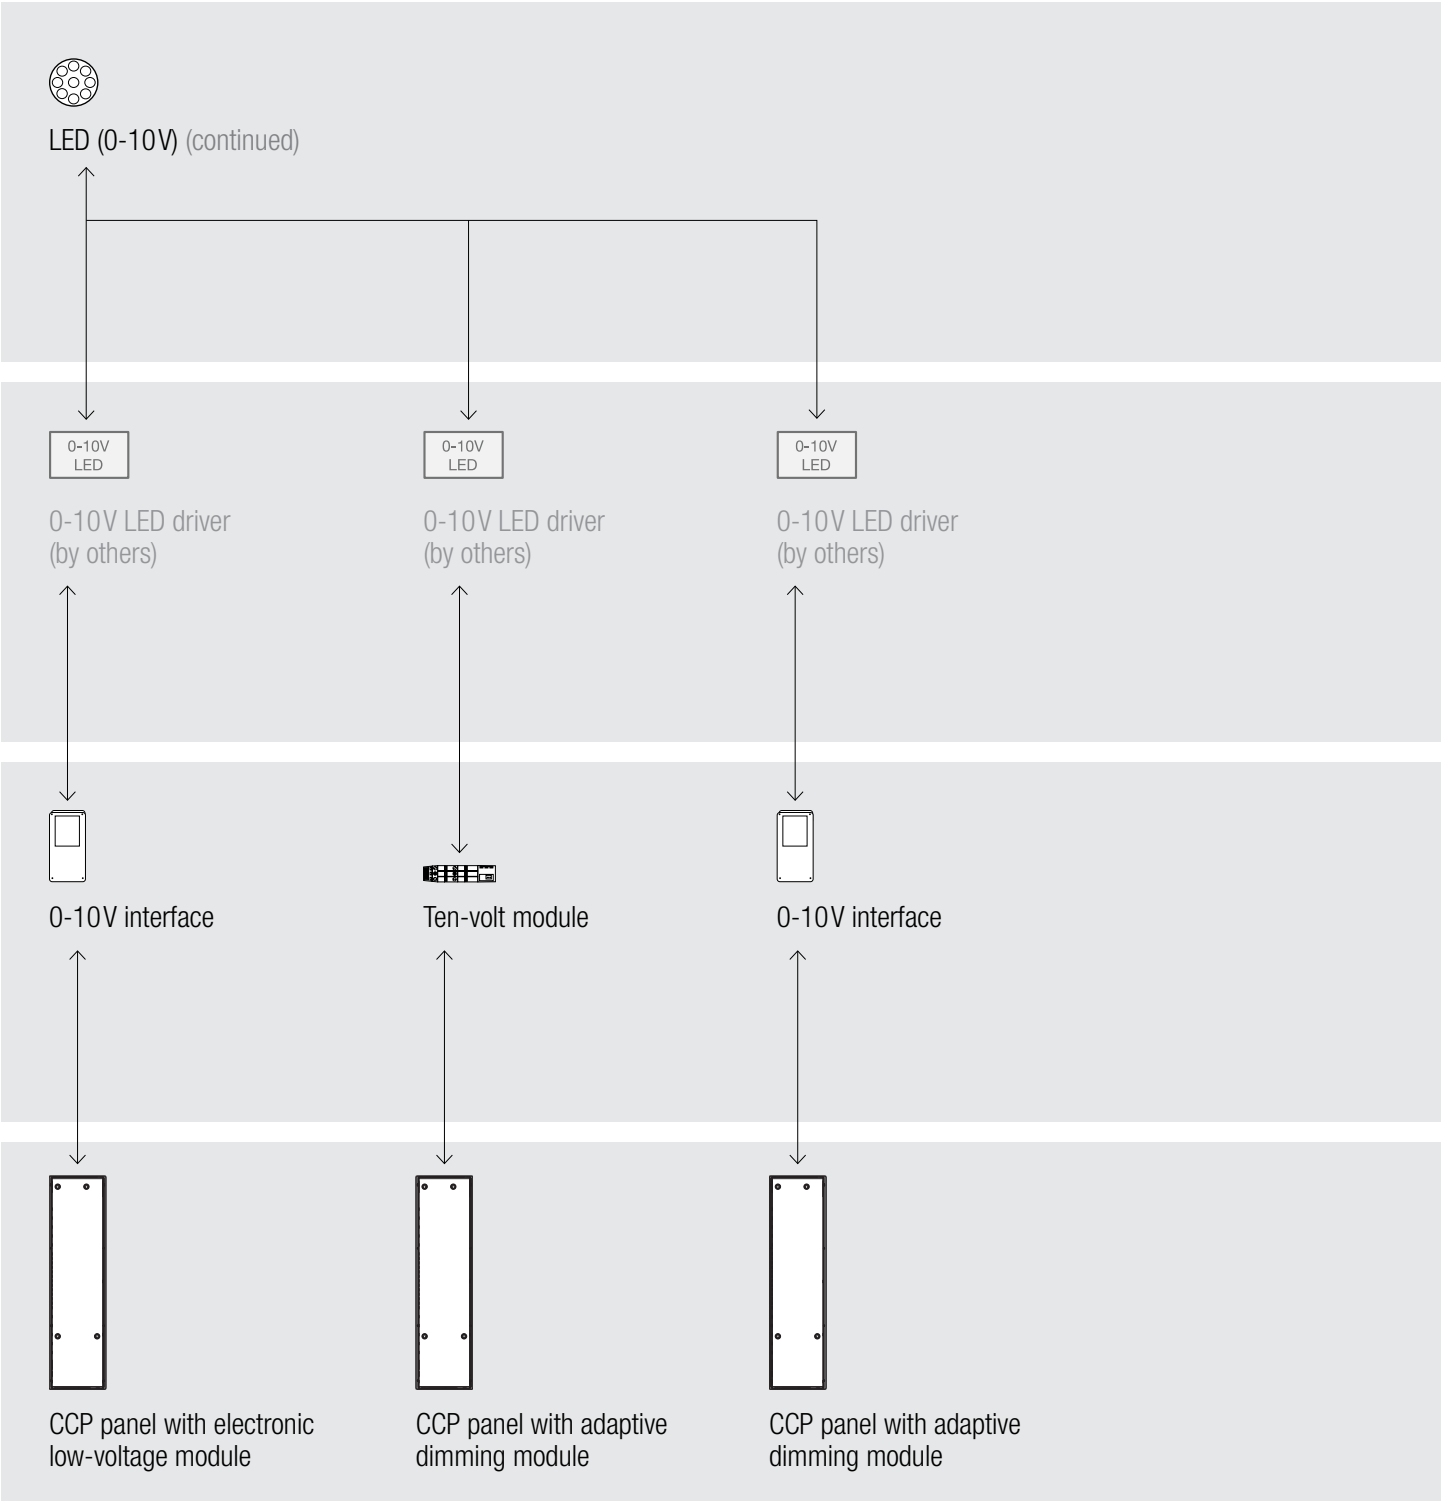 LED (0-10V) (continued)
0-10V
LED
0-10V
LED
0-10V
LED
0-10V LED driver
(by others)
0-10V LED driver
(by others)
0-10V LED driver
(by others)
0-10V interface
Ten-volt module
0-10V interface
CCP panel with electronic
low-voltage module
CCP panel with adaptive
dimming module
CCP panel with adaptive
dimming module